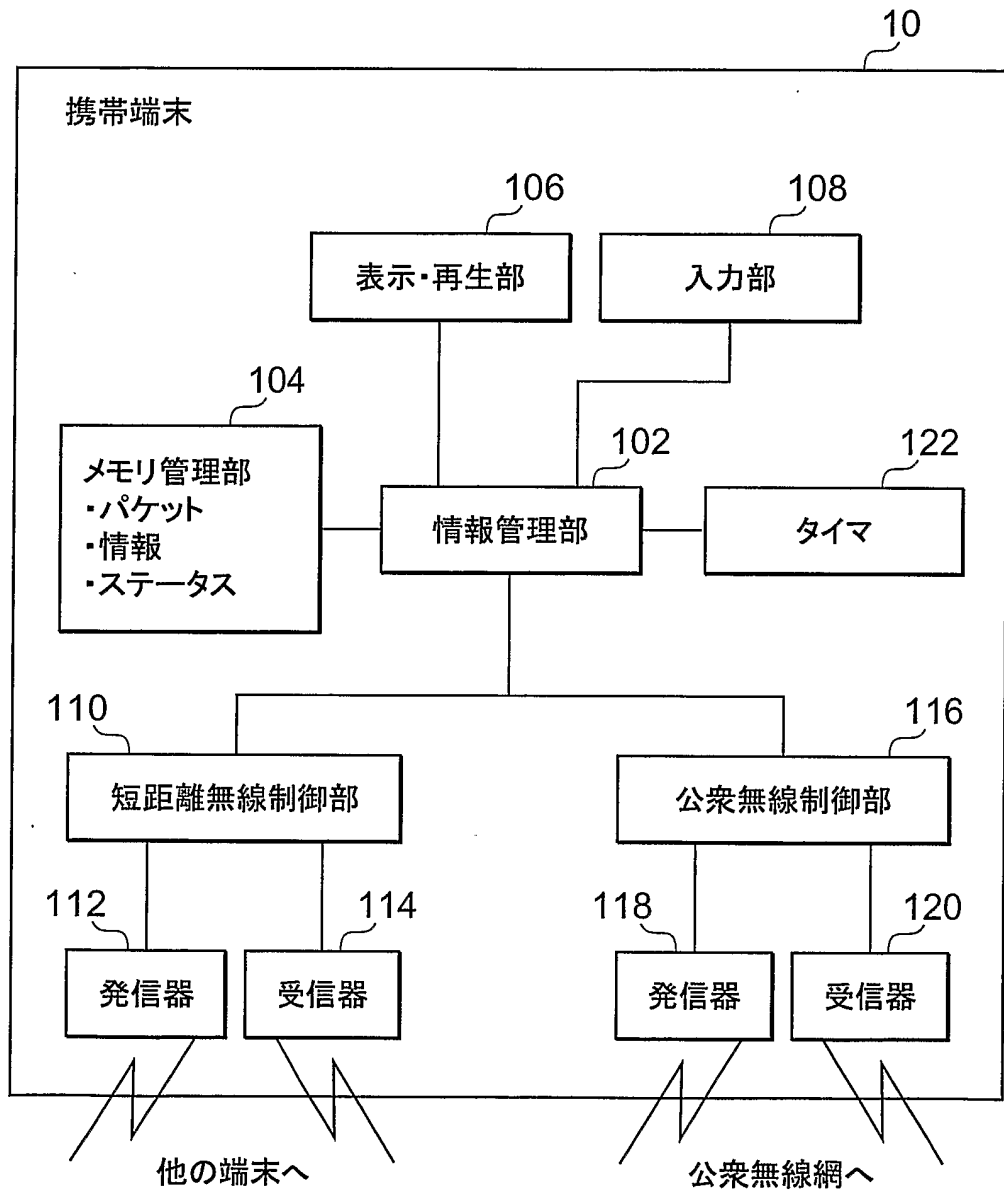 10
携帯端末
106
108
表示・再生部
入力部
104
102
122
メモリ管理部
・パケット
・情報
・ステータス
情報管理部
タイマ
110
116
短距離無線制御部
公衆無線制御部
112
114
118
120
発信器
受信器
発信器
受信器
他の端末へ
公衆無線網へ